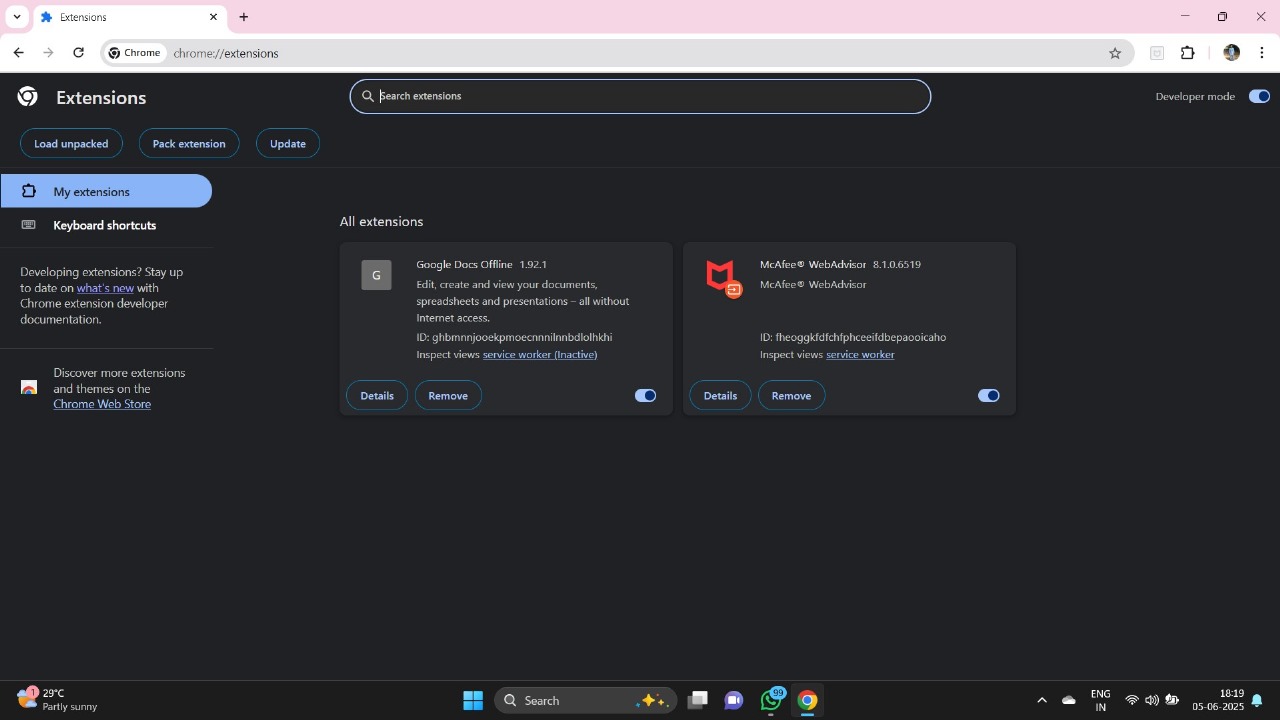 Extensions
Chrome
chrome://extensions
Extensions
Search extensions
Developer mode
Load unpacked
Pack extension
Update
My extensions
Keyboard shortcuts
Developing extensions? Stay up
to date on what's new with
Chrome extension developer
documentation.
Discover more extensions
and themes on the
Chrome Web Store
All extensions
G
Google Docs Offline 1.92.1
Edit, create and view your documents,
spreadsheets and presentations – all without
Internet access.
ID: ghbmnnjooekpmoecnnnilnnbdlolhkhi
Inspect views service worker (Inactive)
Details
Remove
McAfee® WebAdvisor 8.1.0.6519
McAfee® WebAdvisor
ID: fheoggkfdfchfphceeifdbepaooicaho
Inspect views service worker
Details
Remove
1
29°C
Partly sunny
Search
99
ENG
IN
18:19
05-06-2025